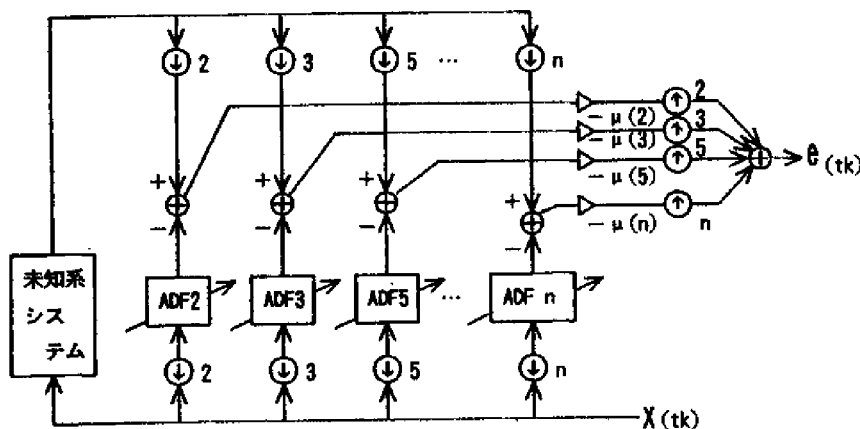 2 3 5 … n
2
− μ(2)
3
− μ(3)
5
− μ(5)
e(tk)
− μ(n) n
+ + + +
− − − −
未知系
シス
テム
ADF2 ADF3 ADF5 … ADF n
2 3 5 n
X(tk)